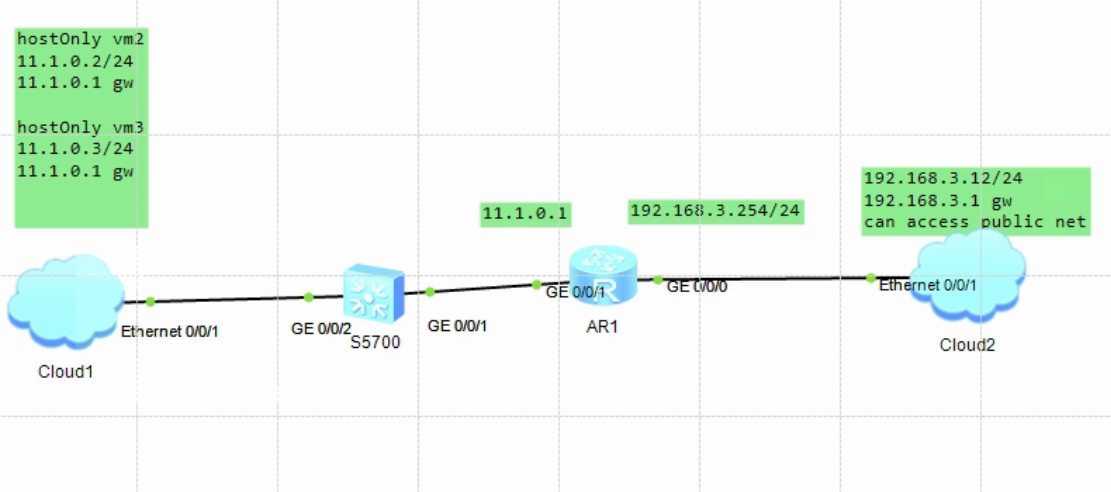 hostOnly vm2
11.1.0.2/24
11.1.0.1 gw
hostOnly vm3
11.1.0.3/24
11.1.0.1 gw
11.1.0.1
192.168.3.254/24
192.168.3.12/24
192.168.3.1 gw
can access public net
Ethernet 0/0/1
GE 0/0/2
GE 0/0/1
GE 0/0/1
GE 0/0/0
Ethernet 0/0/1
Cloud1
S5700
R
AR1
Cloud2